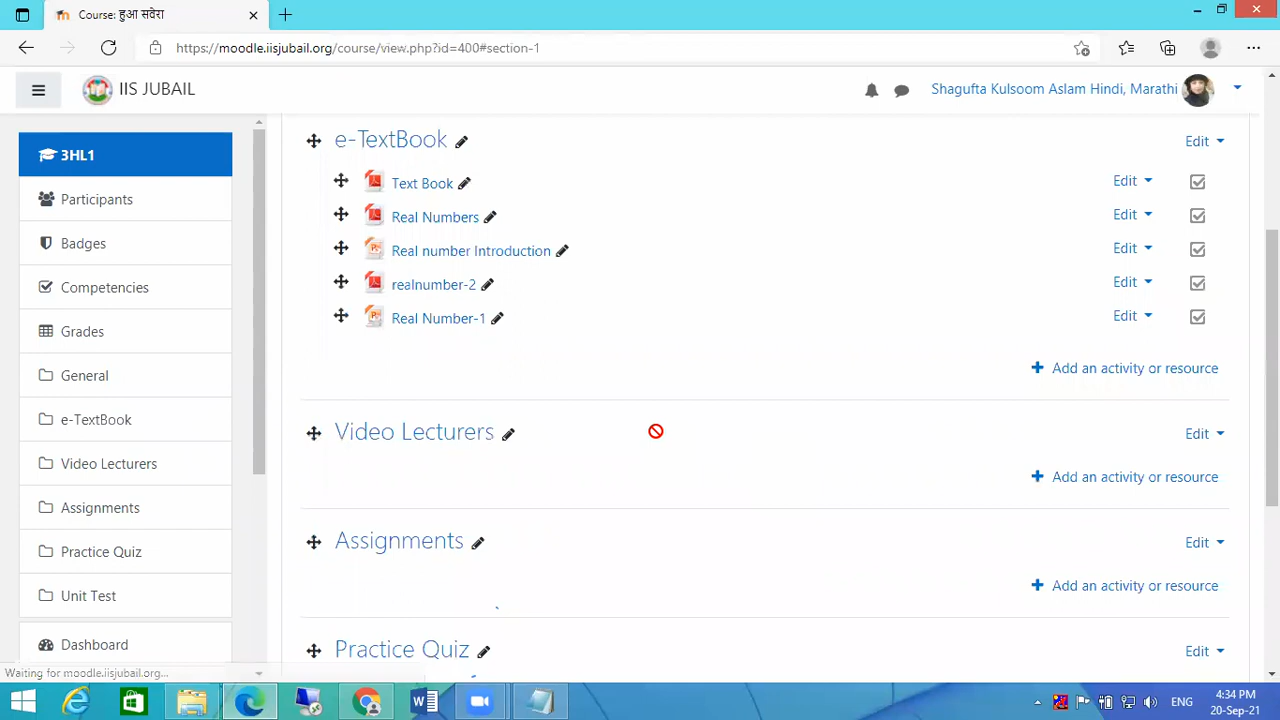 Course: हुआ सवेरा
https://moodle.iisjubail.org/course/view.php?id=400#section-1
IIS JUBAIL
Shagufta Kulsoom Aslam Hindi, Marathi
3HL1
Participants
Badges
Competencies
Grades
General
e-TextBook
Video Lecturers
Assignments
Practice Quiz
Unit Test
Dashboard
e-TextBook
Edit
Text Book
Edit
Real Numbers
Edit
Real number Introduction
Edit
realnumber-2
Edit
Real Number-1
Edit
Add an activity or resource
Video Lecturers
Edit
Add an activity or resource
Assignments
Edit
Add an activity or resource
Practice Quiz
Edit
Waiting for moodle.iisjubail.org...
ENG
4:34 PM
20-Sep-21